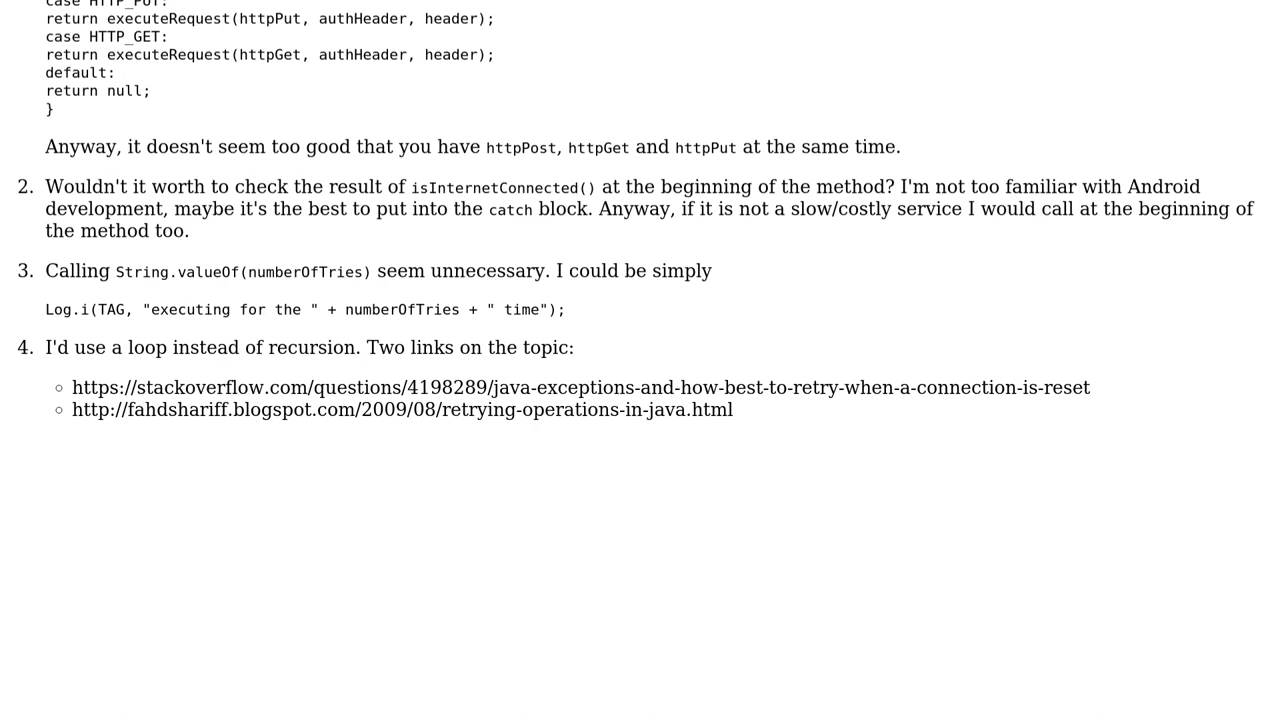 case HTTP_PUT:
return executeRequest(httpPut, authHeader, header);
case HTTP_GET:
return executeRequest(httpGet, authHeader, header);
default:
return null;
}
Anyway, it doesn't seem too good that you have httpPost, httpGet and httpPut at the same time.
2. Wouldn't it worth to check the result of isInternetConnected() at the beginning of the method? I'm not too familiar with Android
development, maybe it's the best to put into the catch block. Anyway, if it is not a slow/costly service I would call at the beginning of
the method too.
3. Calling String.valueOf(numberOfTries) seem unnecessary. I could be simply
Log.i(TAG, "executing for the " + numberOfTries + " time");
4. I'd use a loop instead of recursion. Two links on the topic:
◦ https://stackoverflow.com/questions/4198289/java-exceptions-and-how-best-to-retry-when-a-connection-is-reset
◦ http://fahdshariff.blogspot.com/2009/08/retrying-operations-in-java.html